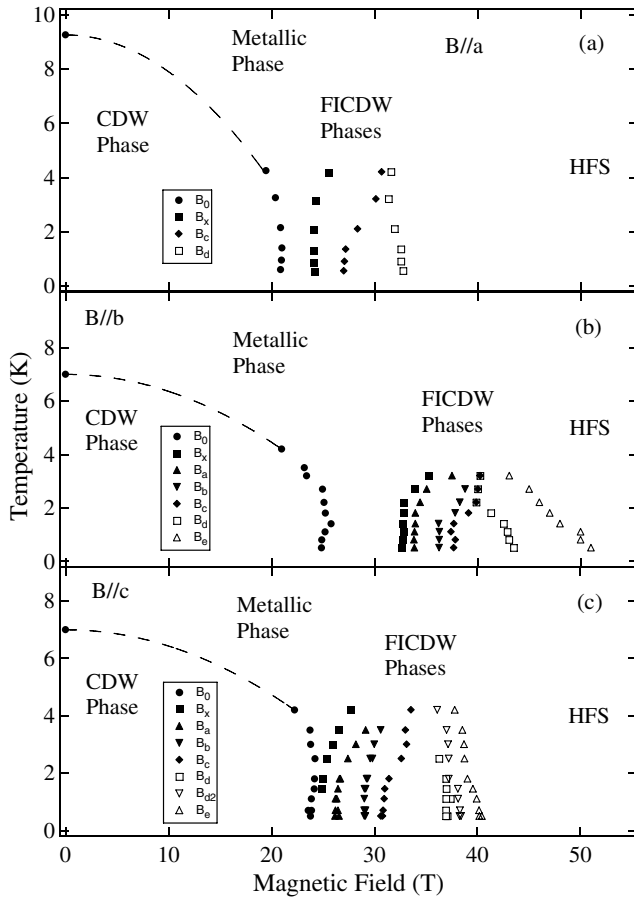 10
8
6
4
2
0
Metallic
Phase
B//a
(a)
CDW
Phase
FICDW
Phases
HFS
B0
Bx
Bc
Bd
8
6
4
2
0
B//b
Metallic
Phase
(b)
CDW
Phase
FICDW
Phases
HFS
B0
Bx
Ba
Bb
Bc
Bd
Be
Temperature (K)
8
6
4
2
0
B//c
Metallic
Phase
(c)
CDW
Phase
FICDW
Phases
HFS
B0
Bx
Ba
Bb
Bc
Bd
Bd2
Be
0 10 20 30 40 50
Magnetic Field (T)